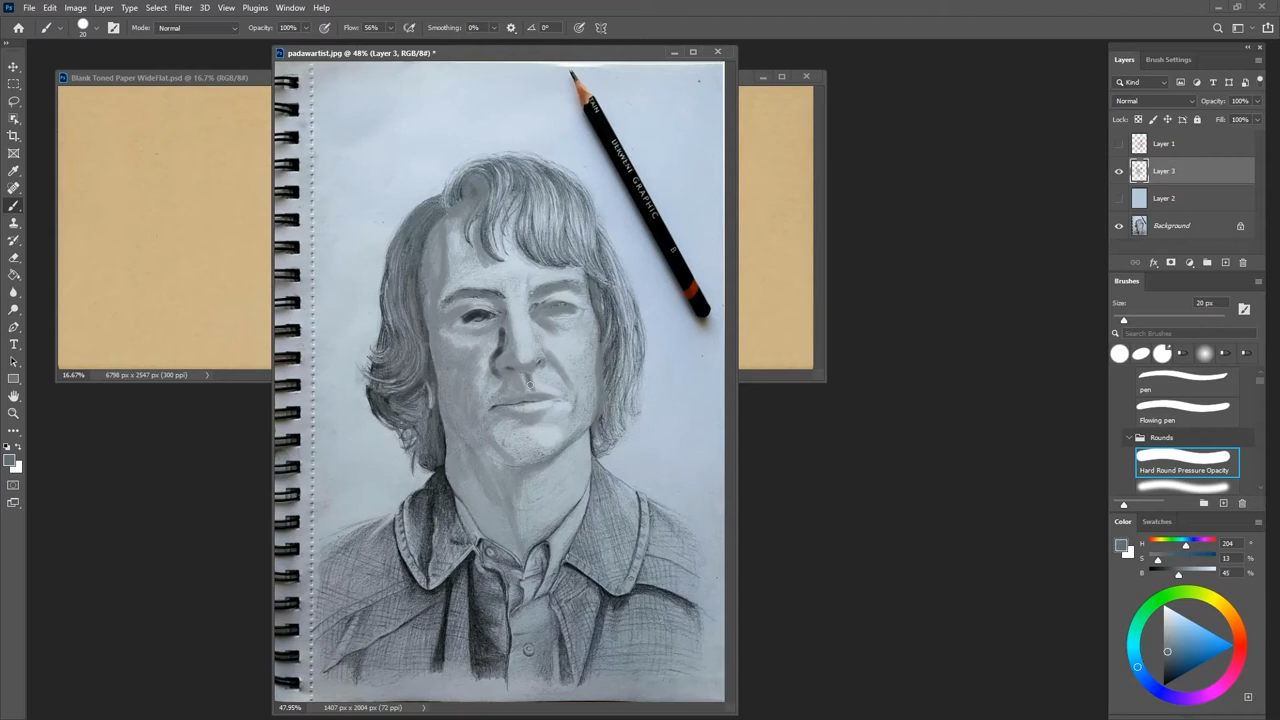 File Edit Image Layer Type Select Filter 3D View Plugins Window Help
20 Mode: Normal Opacity: 100% Flow: 56% Smoothing: 0% 0°
padawartist.jpg @ 48% (Layer 3, RGB/8#) *
Blank Toned Paper WideFlat.psd @ 16.7% (RGB/8#)
16.67% 6798 px x 2547 px (300 ppi)
DERWENT GRAPHIC
B
47.95% 1407 px x 2004 px (72 ppi)
Layers Brush Settings
Kind
Normal Opacity: 100%
Lock: Fill: 100%
Layer 1
Layer 3
Layer 2
Background
fx
Brushes
Size: 20 px
Search Brushes
pen
Flowing pen
Rounds
Hard Round Pressure Opacity
Color Swatches
H 204 °
S 13 %
B 45 %